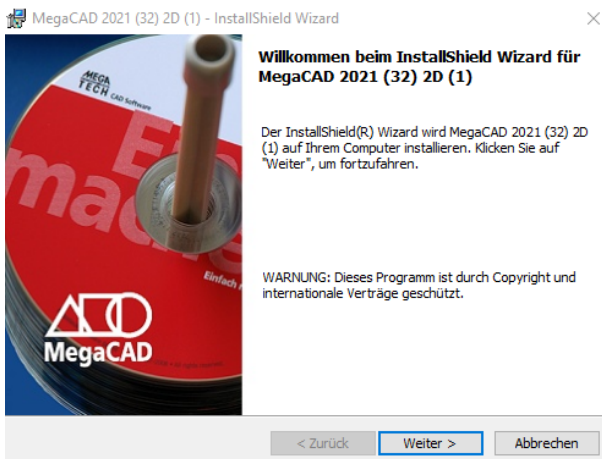 MegaCAD 2021 (32) 2D (1) - InstallShield Wizard
MEGA
TECH CAD Software
Ein
mac
Einfach
MegaCAD
Willkommen beim InstallShield Wizard für
MegaCAD 2021 (32) 2D (1)
Der InstallShield(R) Wizard wird MegaCAD 2021 (32) 2D
(1) auf Ihrem Computer installieren. Klicken Sie auf
"Weiter", um fortzufahren.
WARNUNG: Dieses Programm ist durch Copyright und
internationale Verträge geschützt.
< Zurück
Weiter >
Abbrechen